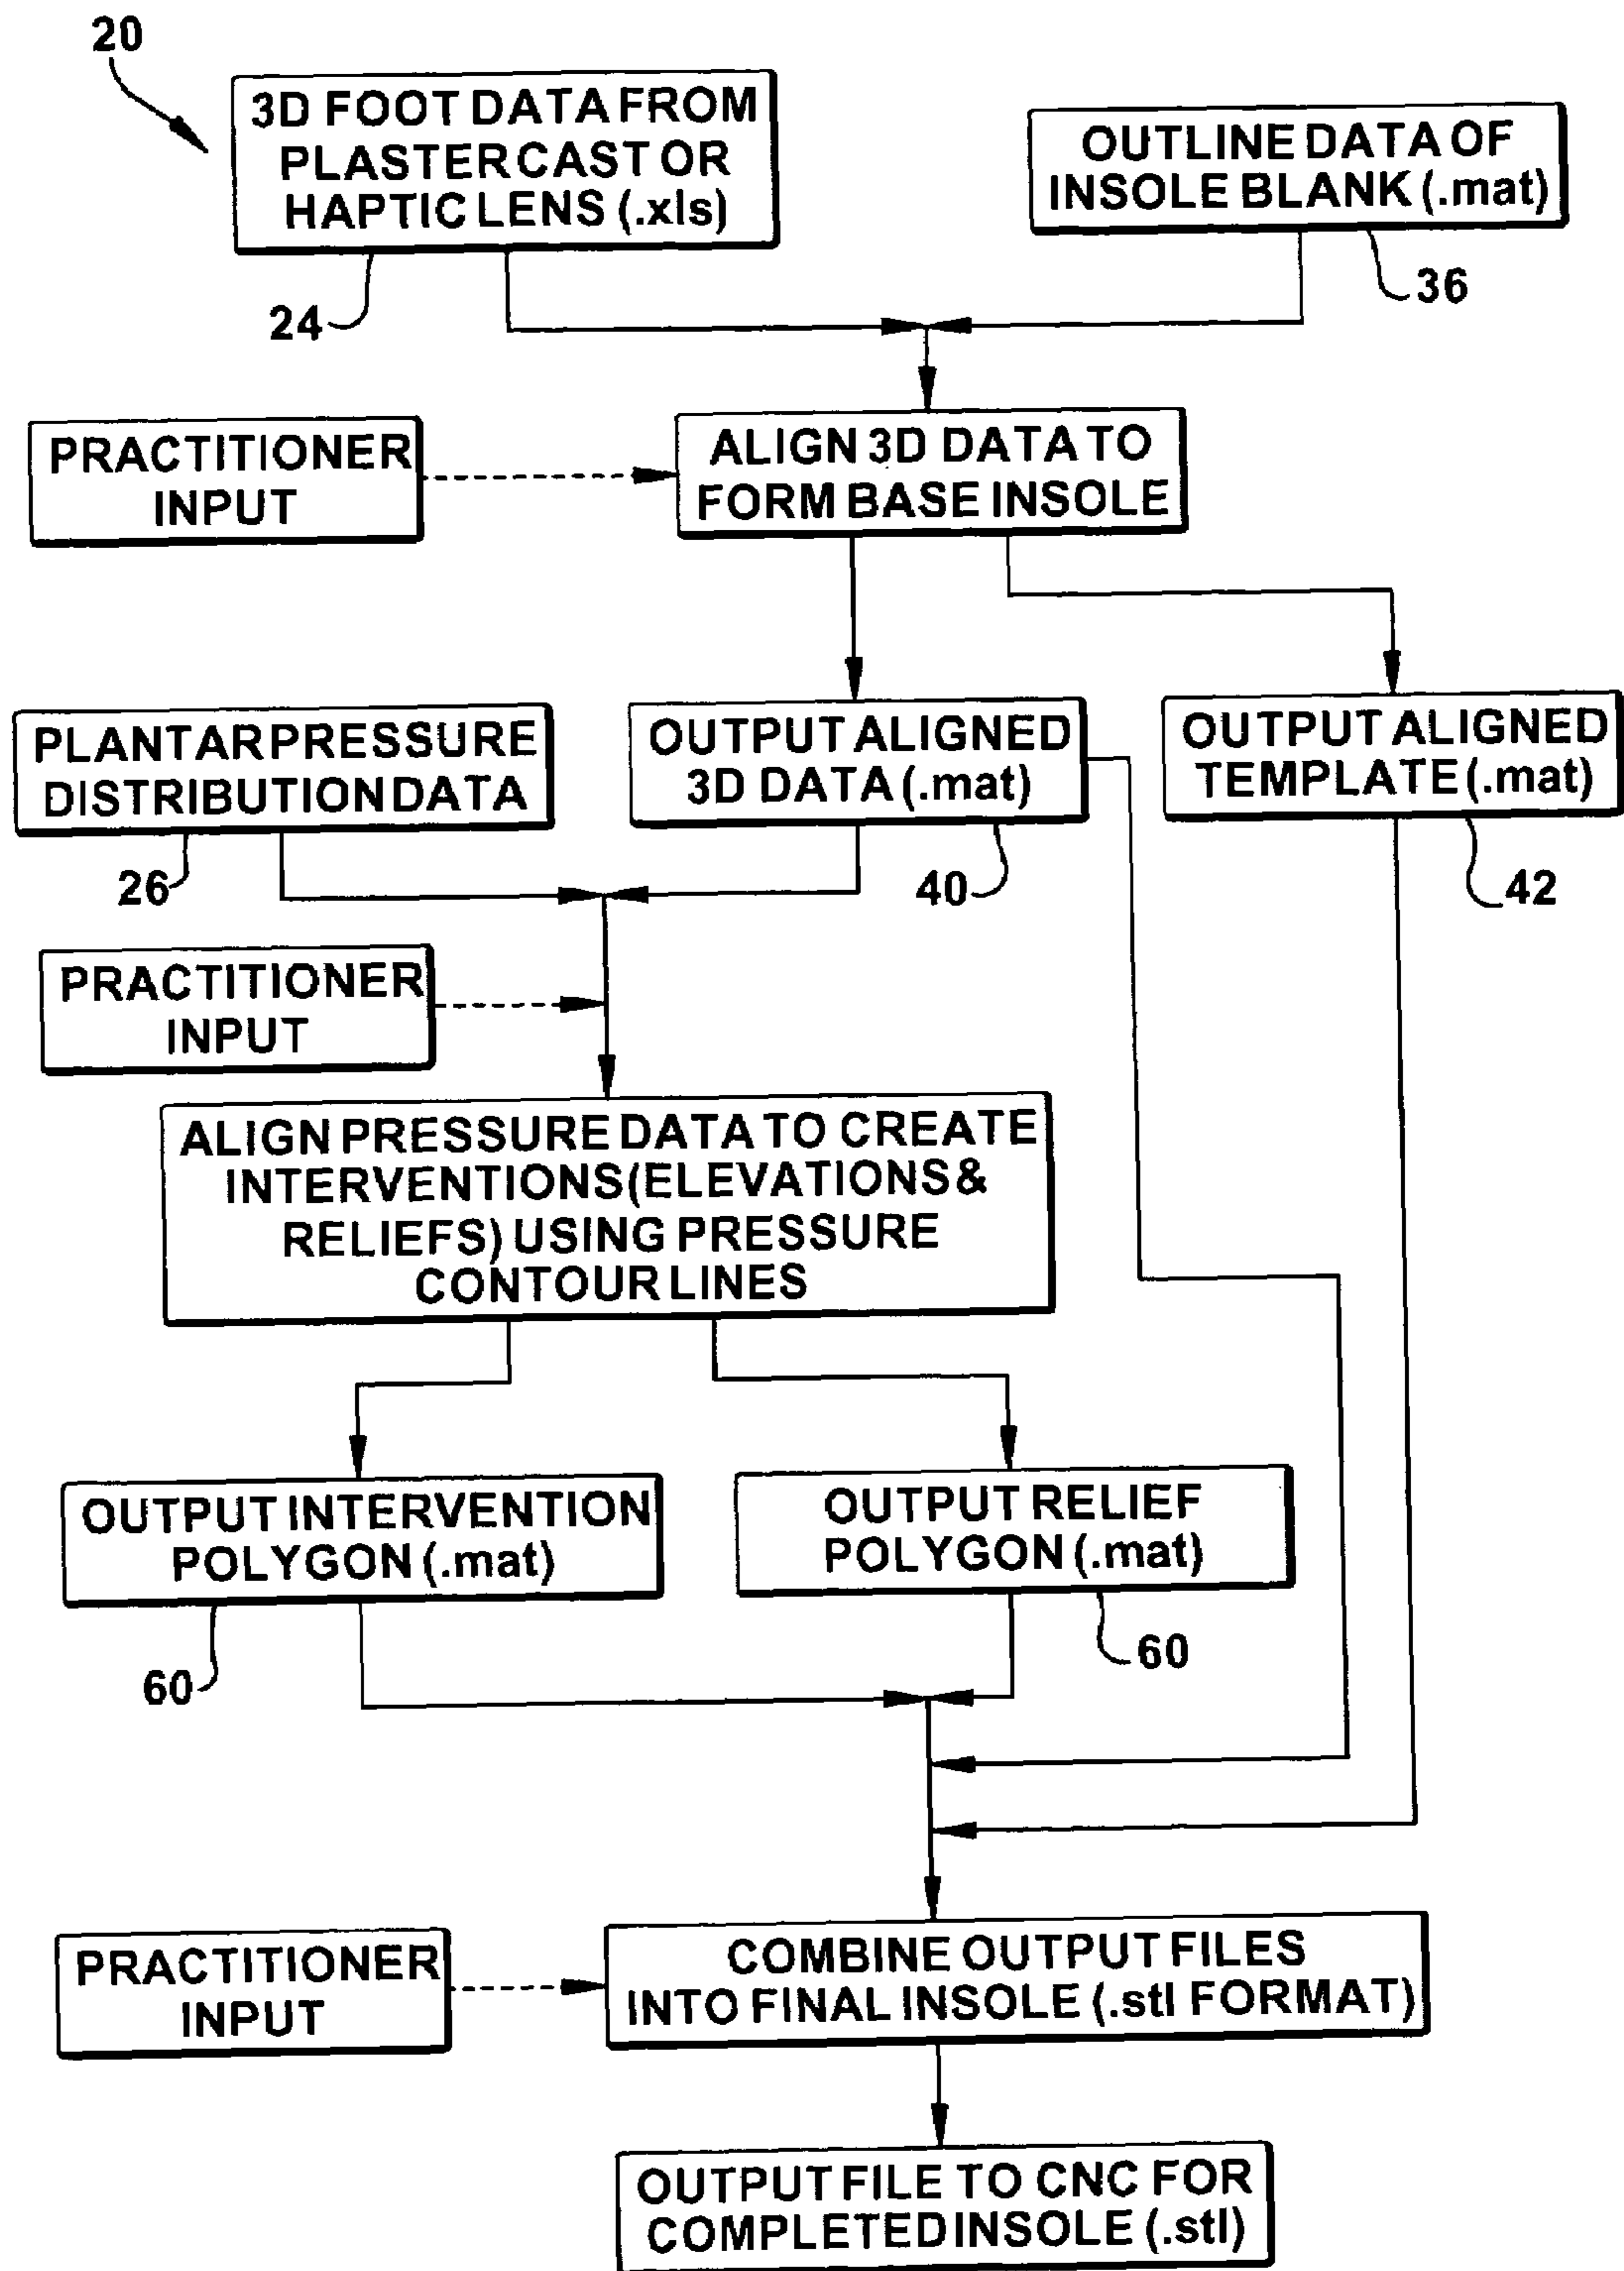 20
3D FOOT DATA FROM
PLASTER CAST OR
HAPTIC LENS (.xls)
24
OUTLINE DATA OF
INSOLE BLANK (.mat)
36
PRACTITIONER
INPUT
ALIGN 3D DATA TO
FORM BASE INSOLE
PLANTAR PRESSURE
DISTRIBUTION DATA
26
OUTPUT ALIGNED
3D DATA (.mat)
40
OUTPUT ALIGNED
TEMPLATE (.mat)
42
PRACTITIONER
INPUT
ALIGN PRESSURE DATA TO CREATE
INTERVENTIONS (ELEVATIONS &
RELIEFS) USING PRESSURE
CONTOUR LINES
OUTPUT INTERVENTION
POLYGON (.mat)
60
OUTPUT RELIEF
POLYGON (.mat)
60
PRACTITIONER
INPUT
COMBINE OUTPUT FILES
INTO FINAL INSOLE (.stl FORMAT)
OUTPUT FILE TO CNC FOR
COMPLETED INSOLE (.stl)